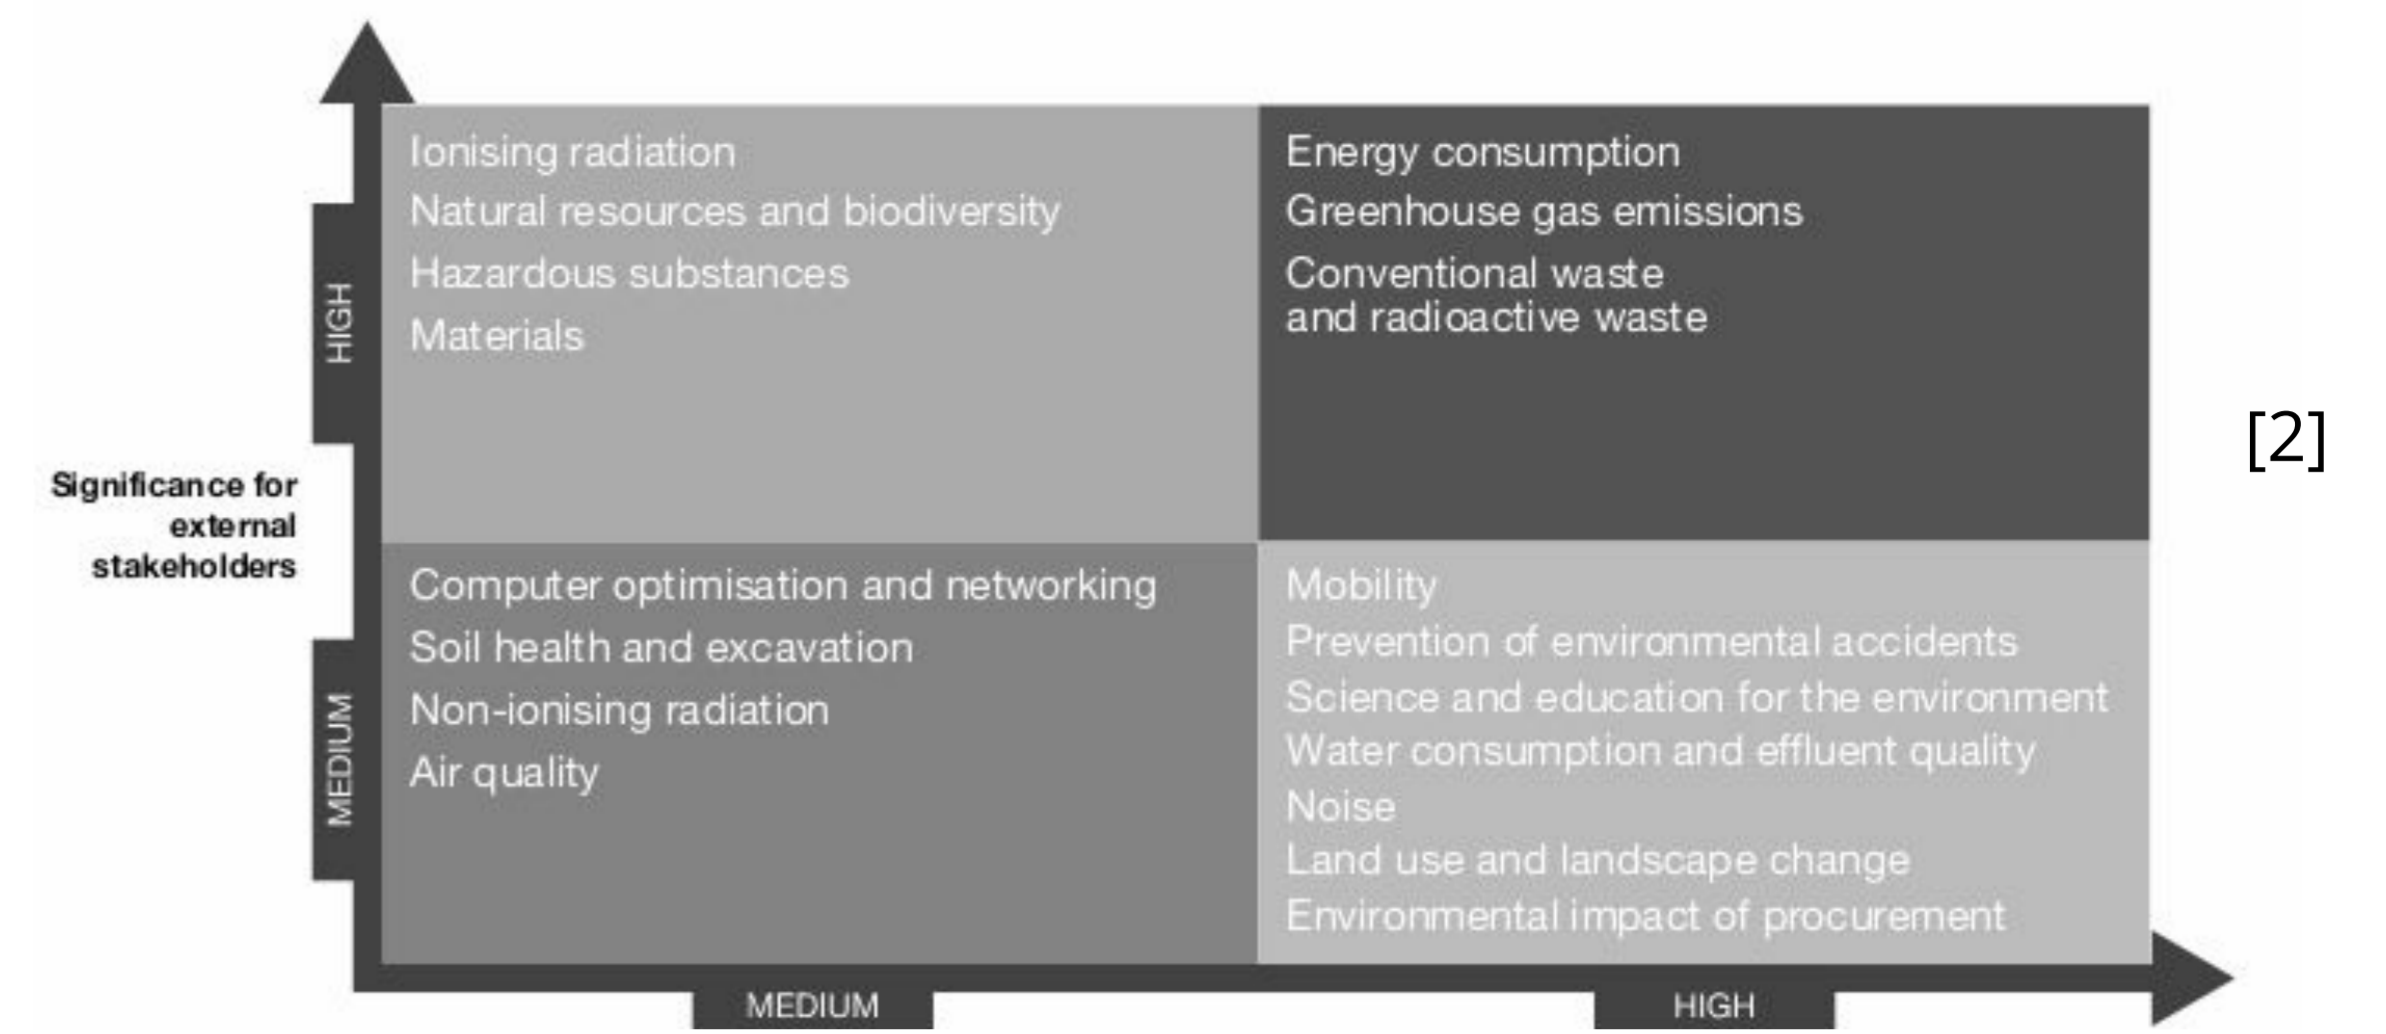 Ionising radiation
Natural resources and biodiversity
Hazardous substances
Materials
Energy consumption
Greenhouse gas emissions
Conventional waste
and radioactive waste
HIGH
Significance for
external
stakeholders
[2]
Computer optimisation and networking
Soil health and excavation
Non-ionising radiation
Air quality
Mobility
Prevention of environmental accidents
Science and education for the environment
Water consumption and effluent quality
Noise
Land use and landscape change
Environmental impact of procurement
MEDIUM
MEDIUM
HIGH